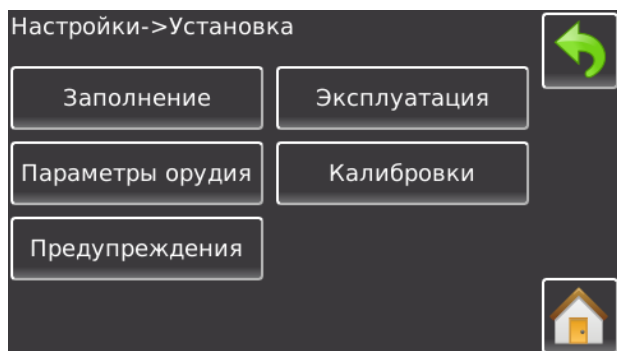 Настройки->Установка
Заполнение
Эксплуатация
Параметры орудия
Калибровки
Предупреждения